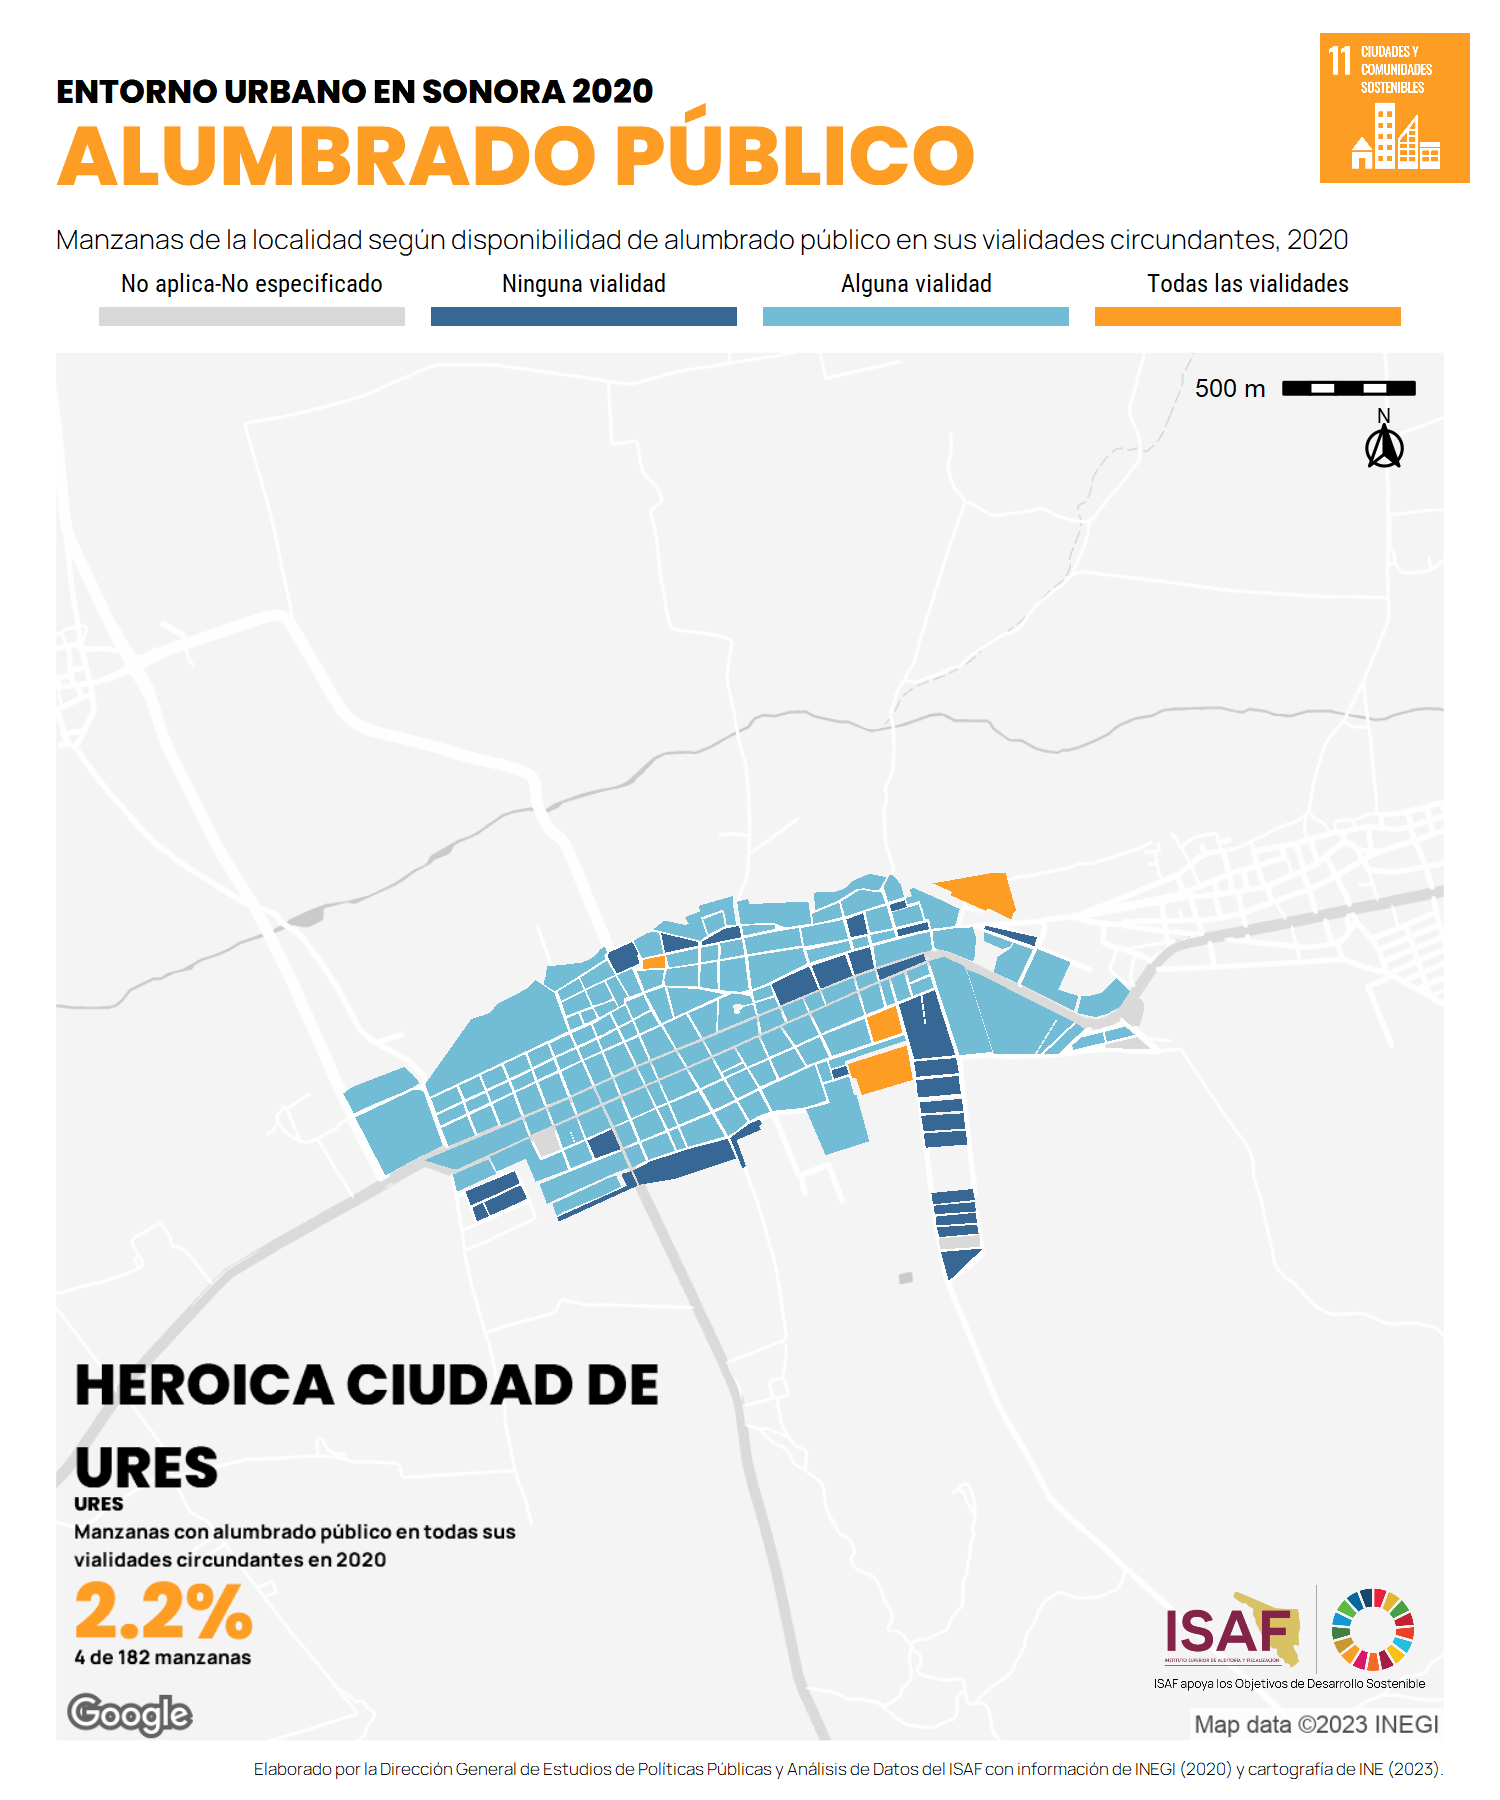 11 CIUDADES Y
COMUNIDADES
SOSTENIBLES
ENTORNO URBANO EN SONORA 2020
ALUMBRADO PÚBLICO
Manzanas de la localidad según disponibilidad de alumbrado público en sus vialidades circundantes, 2020
No aplica-No especificado
Ninguna vialidad
Alguna vialidad
Todas las vialidades
500 m
N
HEROICA CIUDAD DE
URES
URES
Manzanas con alumbrado público en todas sus
vialidades circundantes en 2020
2.2%
4 de 182 manzanas
ISAF
INSTITUTO SUPERIOR DE AUDITORÍA Y FISCALIZACIÓN
ISAF apoya los Objetivos de Desarrollo Sostenible
Google
Map data ©2023 INEGI
Elaborado por la Dirección General de Estudios de Políticas Públicas y Análisis de Datos del ISAF con información de INEGI (2020) y cartografía de INE (2023).